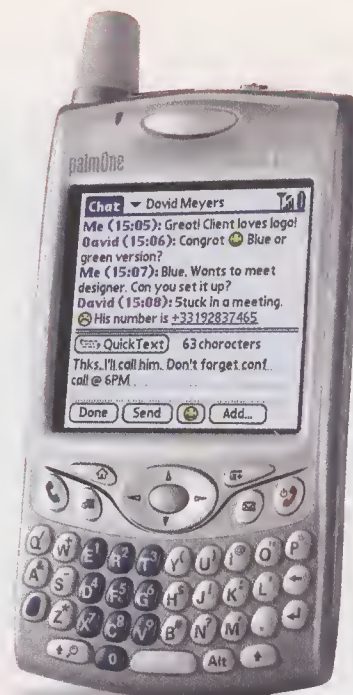 palmOne
Chat David Meyers
Me (15:05): Great! Client loves logo!
David (15:06): Congrat Blue or
green version?
Me (15:07): Blue. Wants to meet
designer. Can you set it up?
David (15:08): Stuck in a meeting.
His number is +33192837465
QuickText 63 characters
Thks. I'll call him. Don't forget conf.
call @ 6PM
Done Send Add...
Q W E R T Y U I O P
A S D F G H J K L
Z X C V B N M .
0 Alt